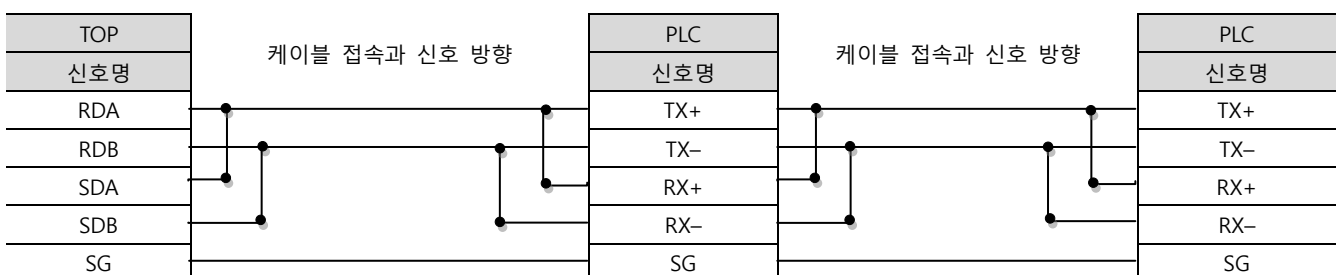 TOP 케이블 접속과 신호 방향 PLC 케이블 접속과 신호 방향 PLC
신호명 신호명 신호명
RDA TX+ TX+
RDB TX– TX–
SDA RX+ RX+
SDB RX– RX–
SG SG SG